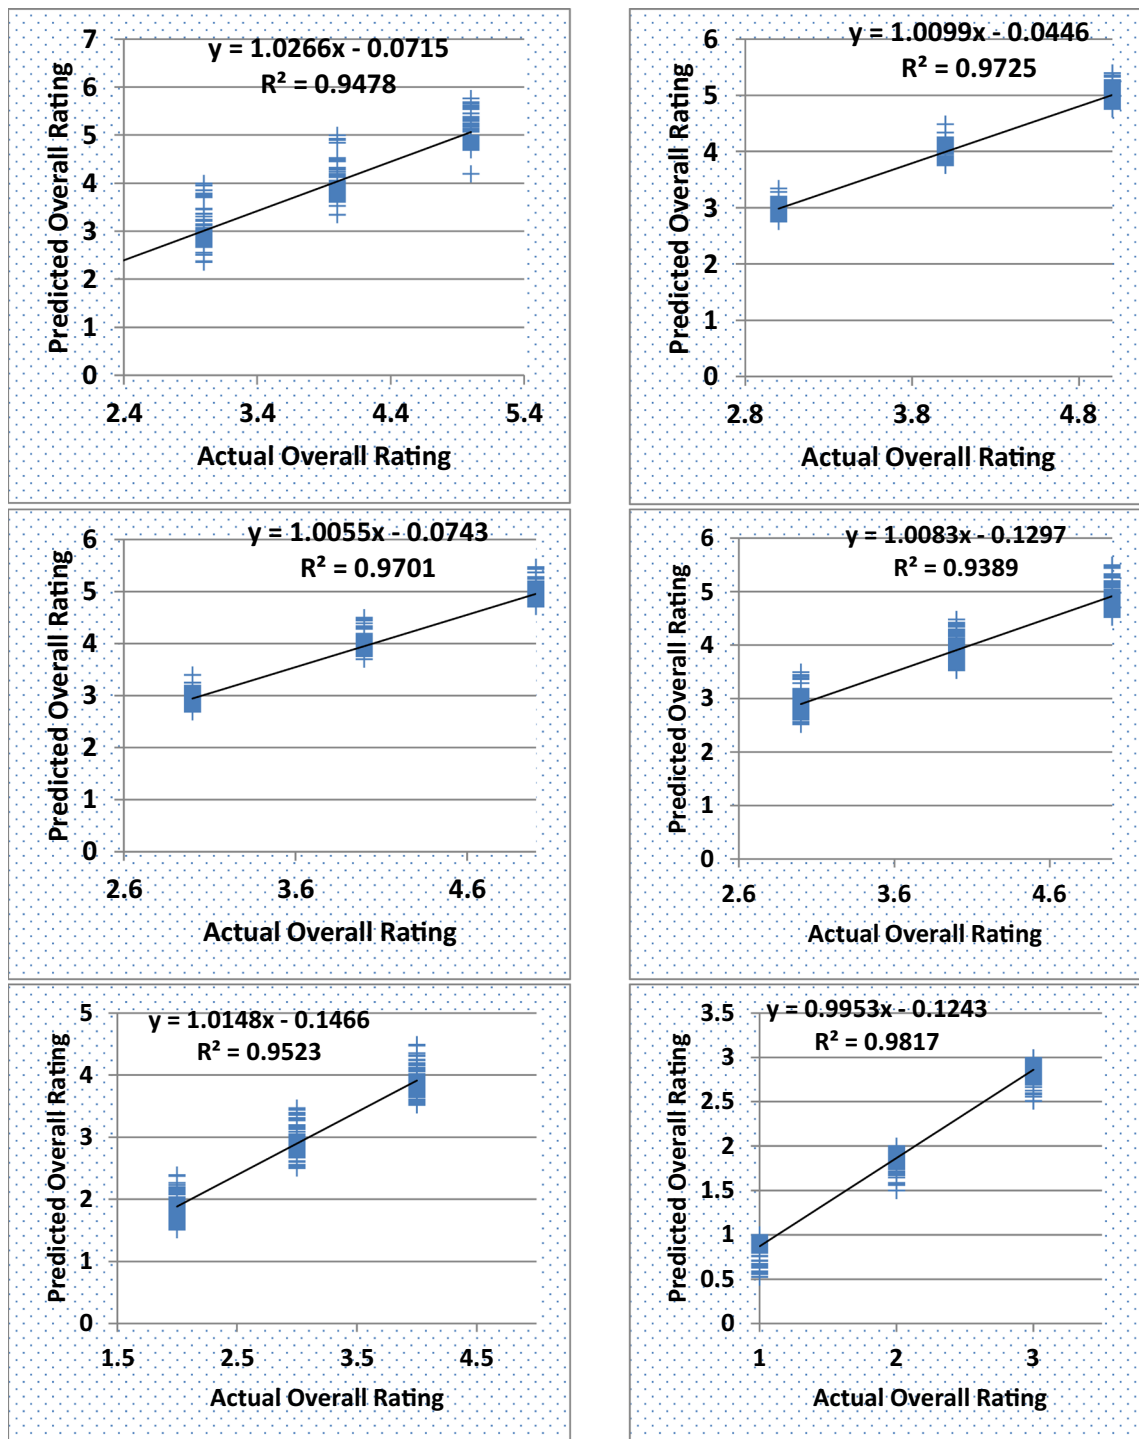 y = 1.0266x - 0.0715
R² = 0.9478
Predicted Overall Rating
7
6
5
4
3
2
1
0
2.4 3.4 4.4 5.4
Actual Overall Rating
y = 1.0099x - 0.0446
R² = 0.9725
Predicted Overall Rating
6
5
4
3
2
1
0
2.8 3.8 4.8
Actual Overall Rating
y = 1.0055x - 0.0743
R² = 0.9701
Predicted Overall Rating
6
5
4
3
2
1
0
2.6 3.6 4.6
Actual Overall Rating
y = 1.0083x - 0.1297
R² = 0.9389
Predicted Overall Rating
6
5
4
3
2
1
0
2.6 3.6 4.6
Actual Overall Rating
y = 1.0148x - 0.1466
R² = 0.9523
Predicted Overall Rating
5
4
3
2
1
0
1.5 2.5 3.5 4.5
Actual Overall Rating
y = 0.9953x - 0.1243
R² = 0.9817
Predicted Overall Rating
3.5
3
2.5
2
1.5
1
0.5
0
1 2 3
Actual Overall Rating